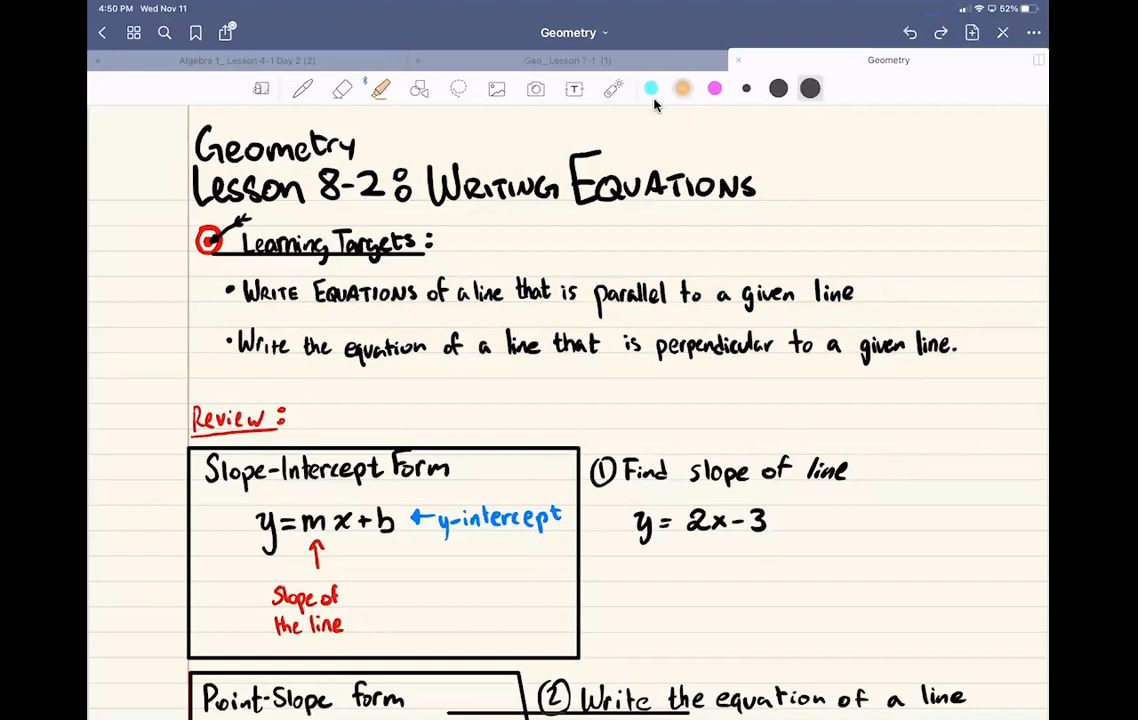 4:50 PM Wed Nov 11
52%
Geometry
Algebra 1_ Lesson 4-1 Day 2 (2)
Geo_ Lesson 7-1 (1)
Geometry
T
Geometry
Lesson 8-2: WRITING EQUATIONS
Learning Targets:
• WRITE EQUATIONS of a line that is parallel to a given line
• Write the equation of a line that is perpendicular to a given line.
Review:
Slope-Intercept Form
y=mx+b ← y-intercept
↑
Slope of
the line
① Find slope of line
y = 2x-3
Point-Slope form
② Write the equation of a line